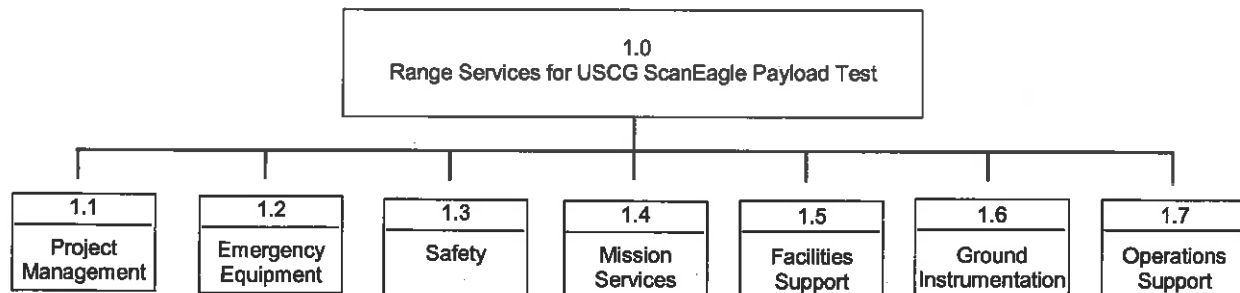 1.0
Range Services for USCG ScanEagle Payload Test
1.1
Project
Management
1.2
Emergency
Equipment
1.3
Safety
1.4
Mission
Services
1.5
Facilities
Support
1.6
Ground
Instrumentation
1.7
Operations
Support